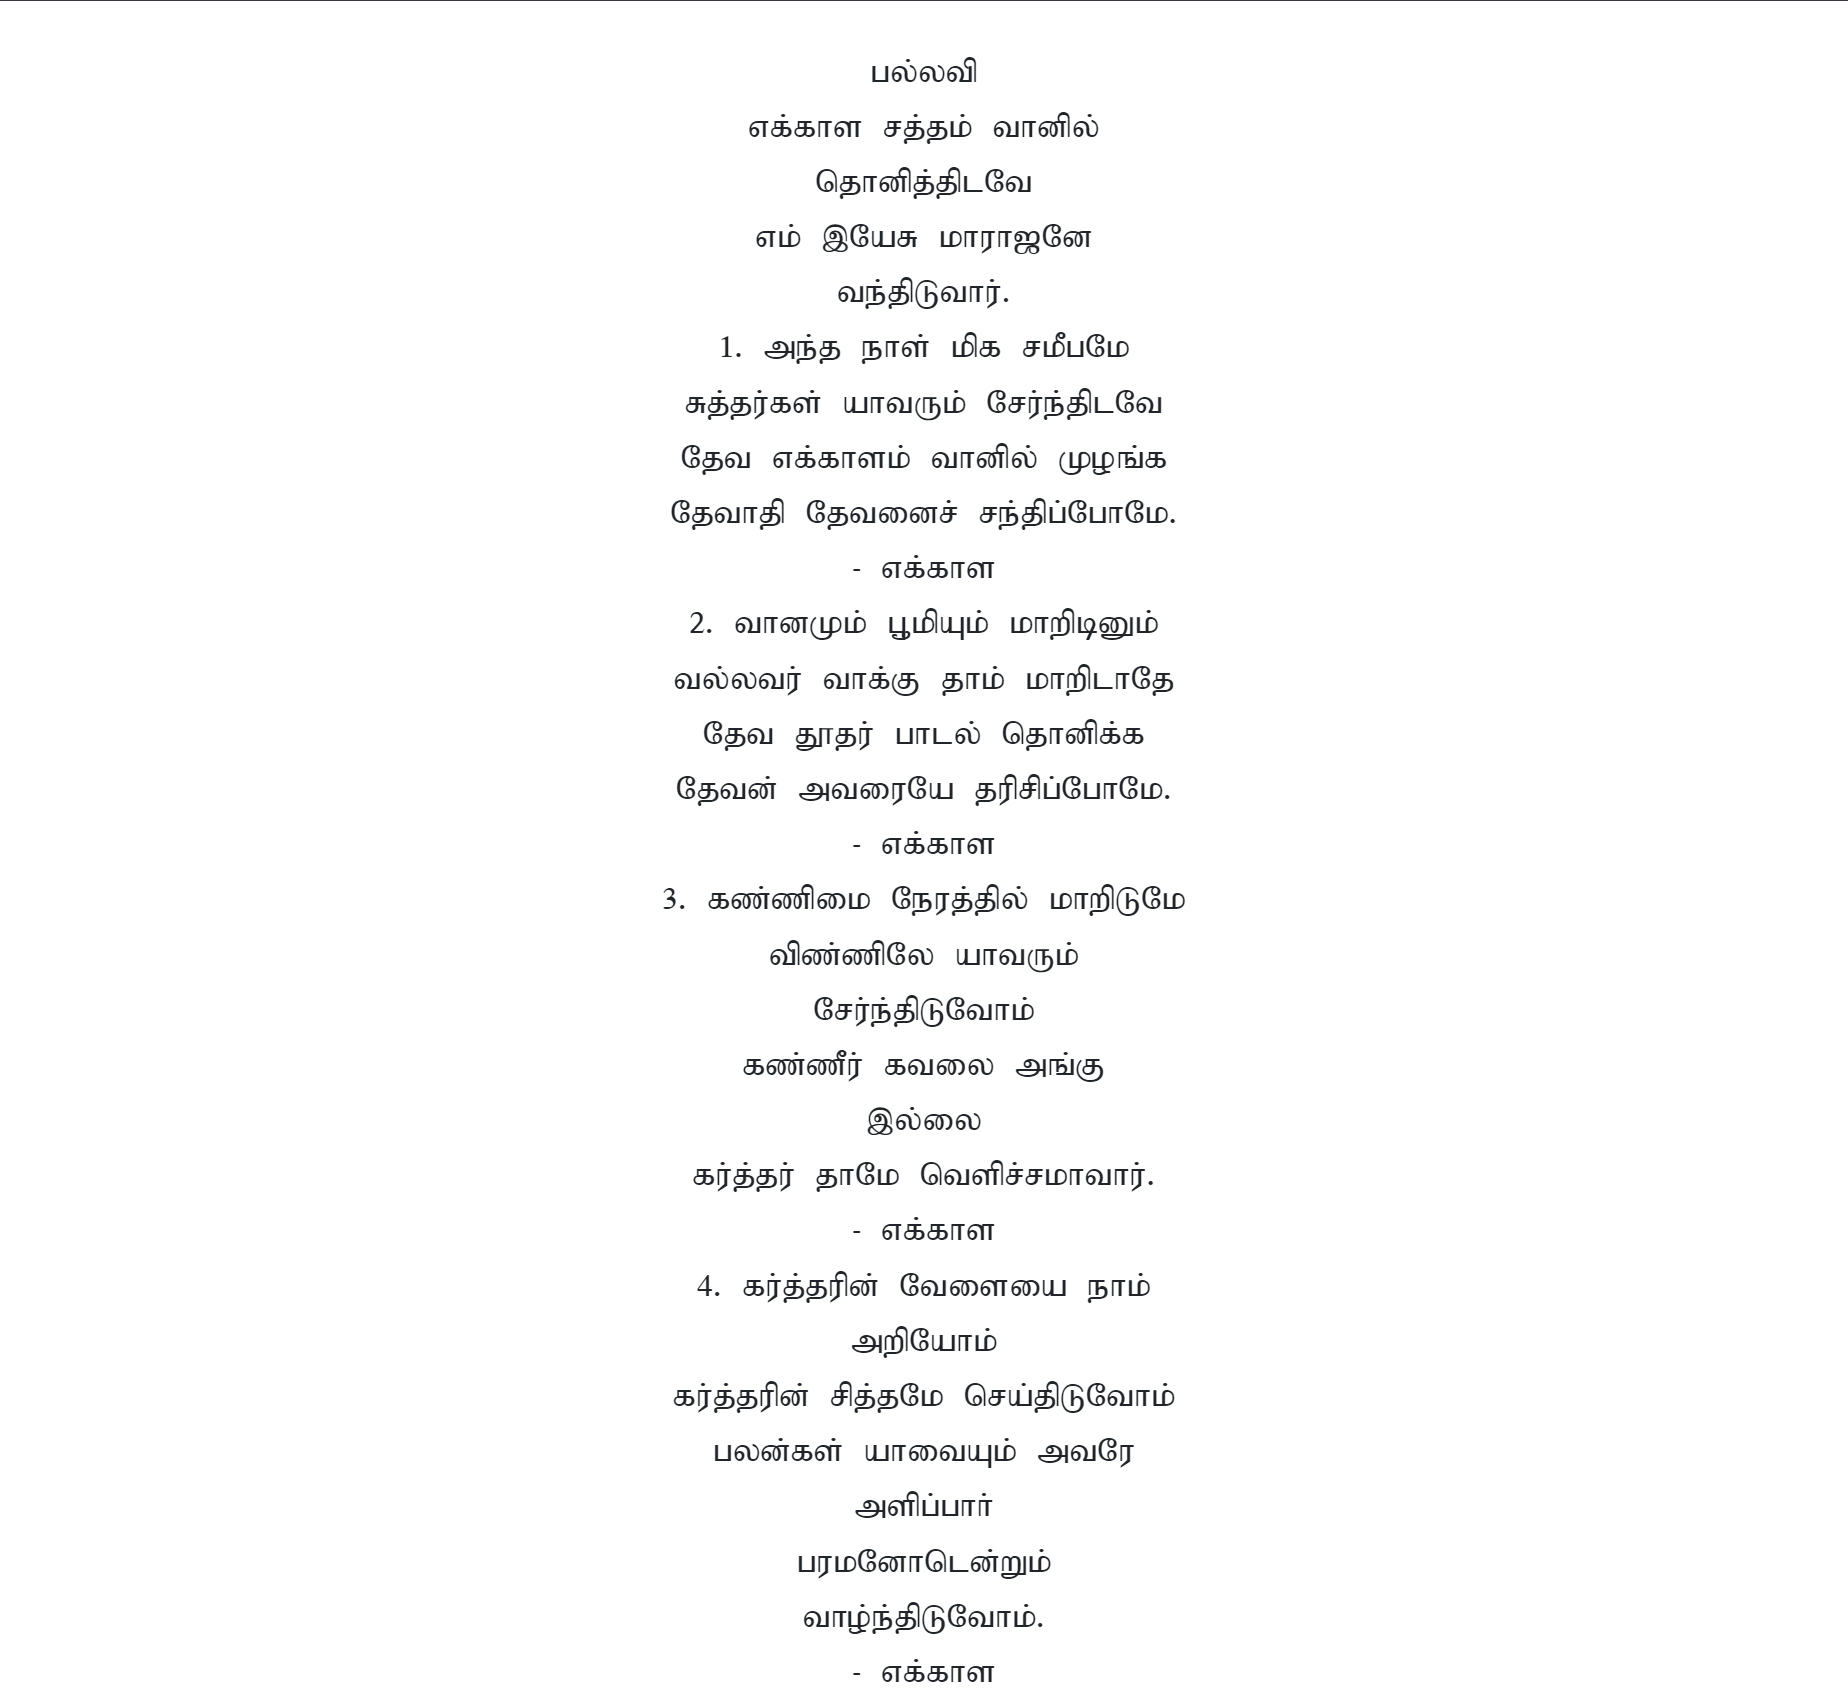 பல்லவி
எக்காள சத்தம் வானில்
தொனித்திடவே
எம் இயேசு மாராஜனே
வந்திடுவார்.
1. அந்த நாள் மிக சமீபமே
சுத்தர்கள் யாவரும் சேர்ந்திடவே
தேவ எக்காளம் வானில் முழங்க
தேவாதி தேவனைச் சந்திப்போமே.
- எக்காள
2. வானமும் பூமியும் மாறிடினும்
வல்லவர் வாக்கு தாம் மாறிடாதே
தேவ தூதர் பாடல் தொனிக்க
தேவன் அவரையே தரிசிப்போமே.
- எக்காள
3. கண்ணிமை நேரத்தில் மாறிடுமே
விண்ணிலே யாவரும்
சேர்ந்திடுவோம்
கண்ணீர் கவலை அங்கு
இல்லை
கர்த்தர் தாமே வெளிச்சமாவார்.
- எக்காள
4. கர்த்தரின் வேளையை நாம்
அறியோம்
கர்த்தரின் சித்தமே செய்திடுவோம்
பலன்கள் யாவையும் அவரே
அளிப்பார்
பரமனோடென்றும்
வாழ்ந்திடுவோம்.
- எக்காள